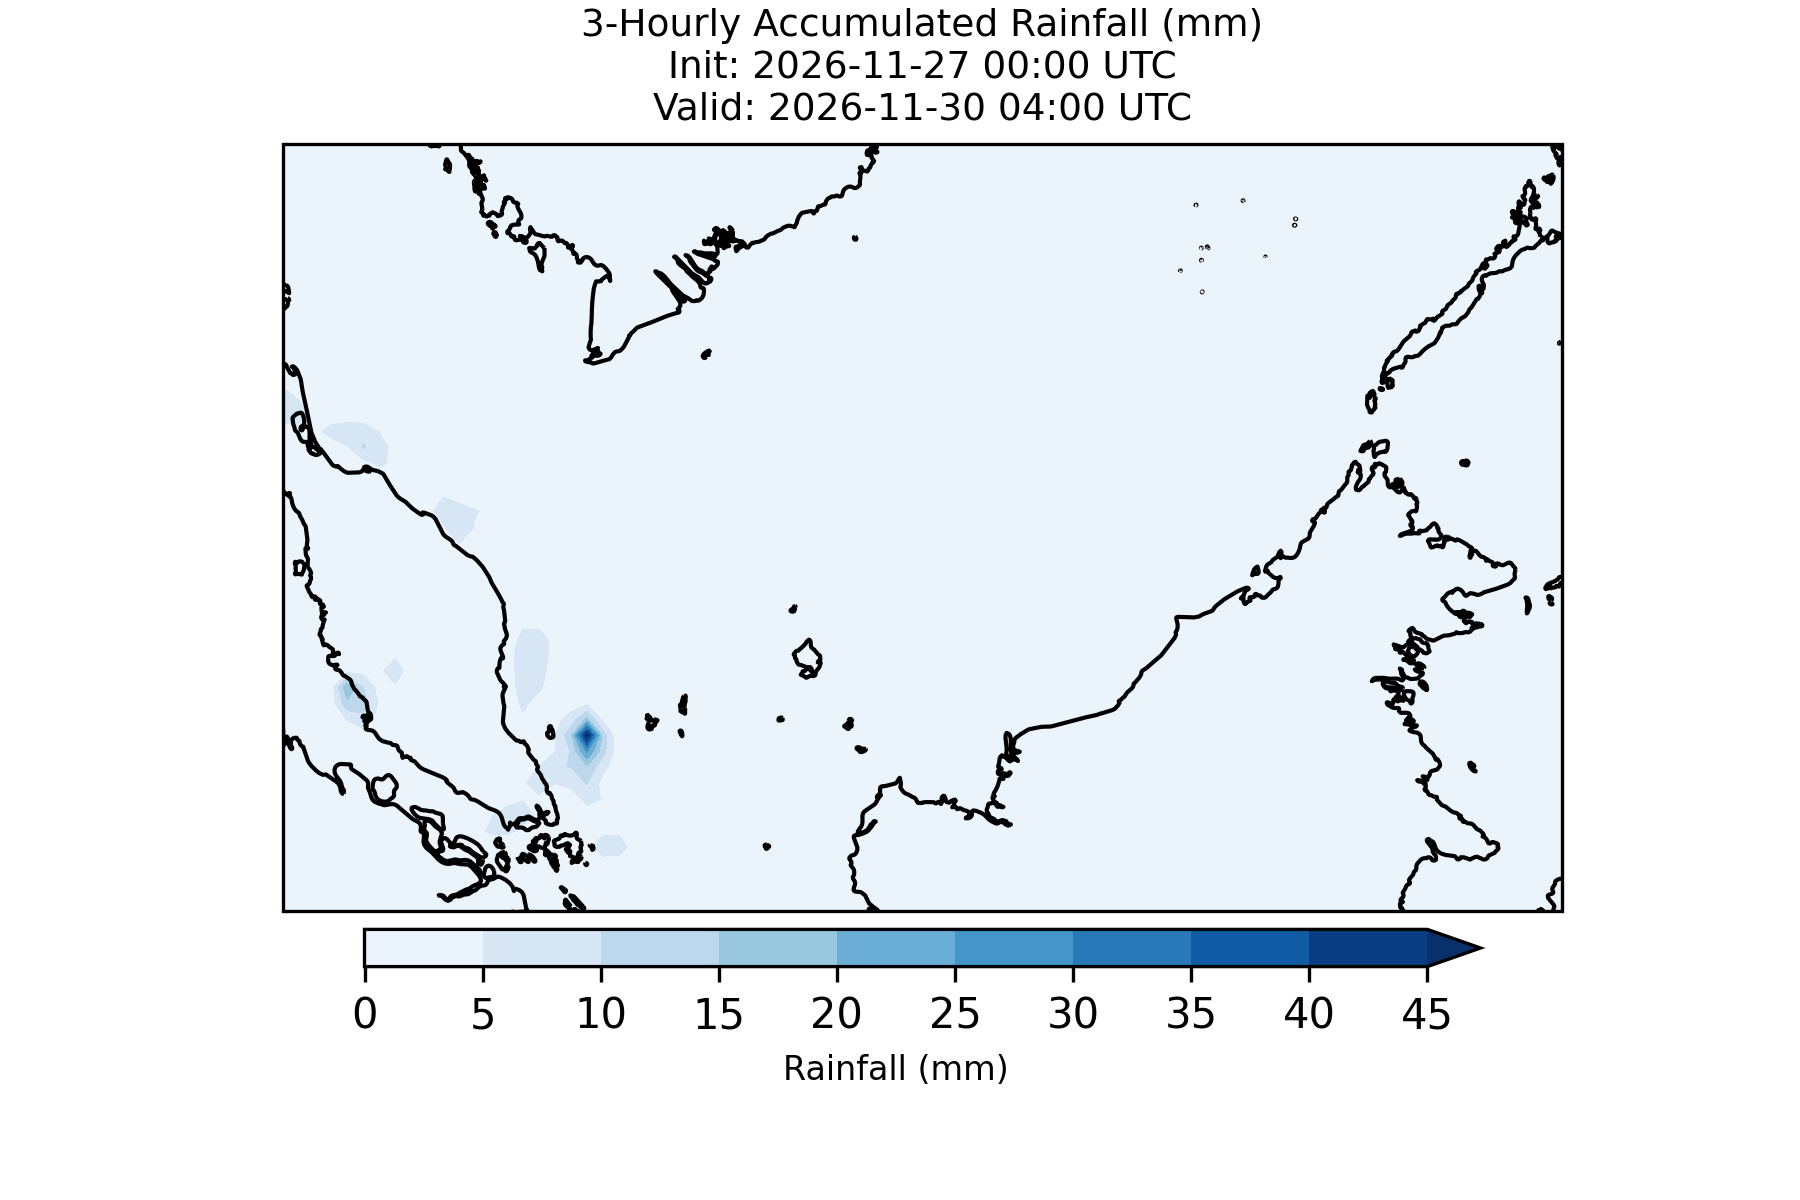 3-Hourly Accumulated Rainfall (mm)
Init: 2026-11-27 00:00 UTC
Valid: 2026-11-30 04:00 UTC
0 5 10 15 20 25 30 35 40 45
Rainfall (mm)